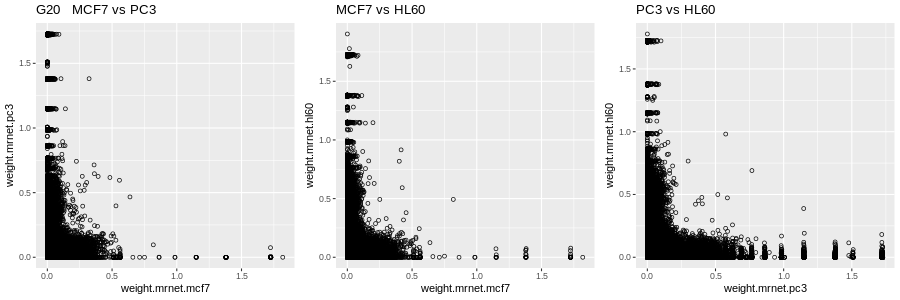 G20 MCF7 vs PC3
weight.mrnet.pc3
1.5
1.0
0.5
0.0
0.0 0.5 1.0 1.5
weight.mrnet.mcf7
MCF7 vs HL60
weight.mrnet.hl60
1.5
1.0
0.5
0.0
0.0 0.5 1.0 1.5
weight.mrnet.mcf7
PC3 vs HL60
weight.mrnet.hl60
1.5
1.0
0.5
0.0
0.0 0.5 1.0 1.5
weight.mrnet.pc3